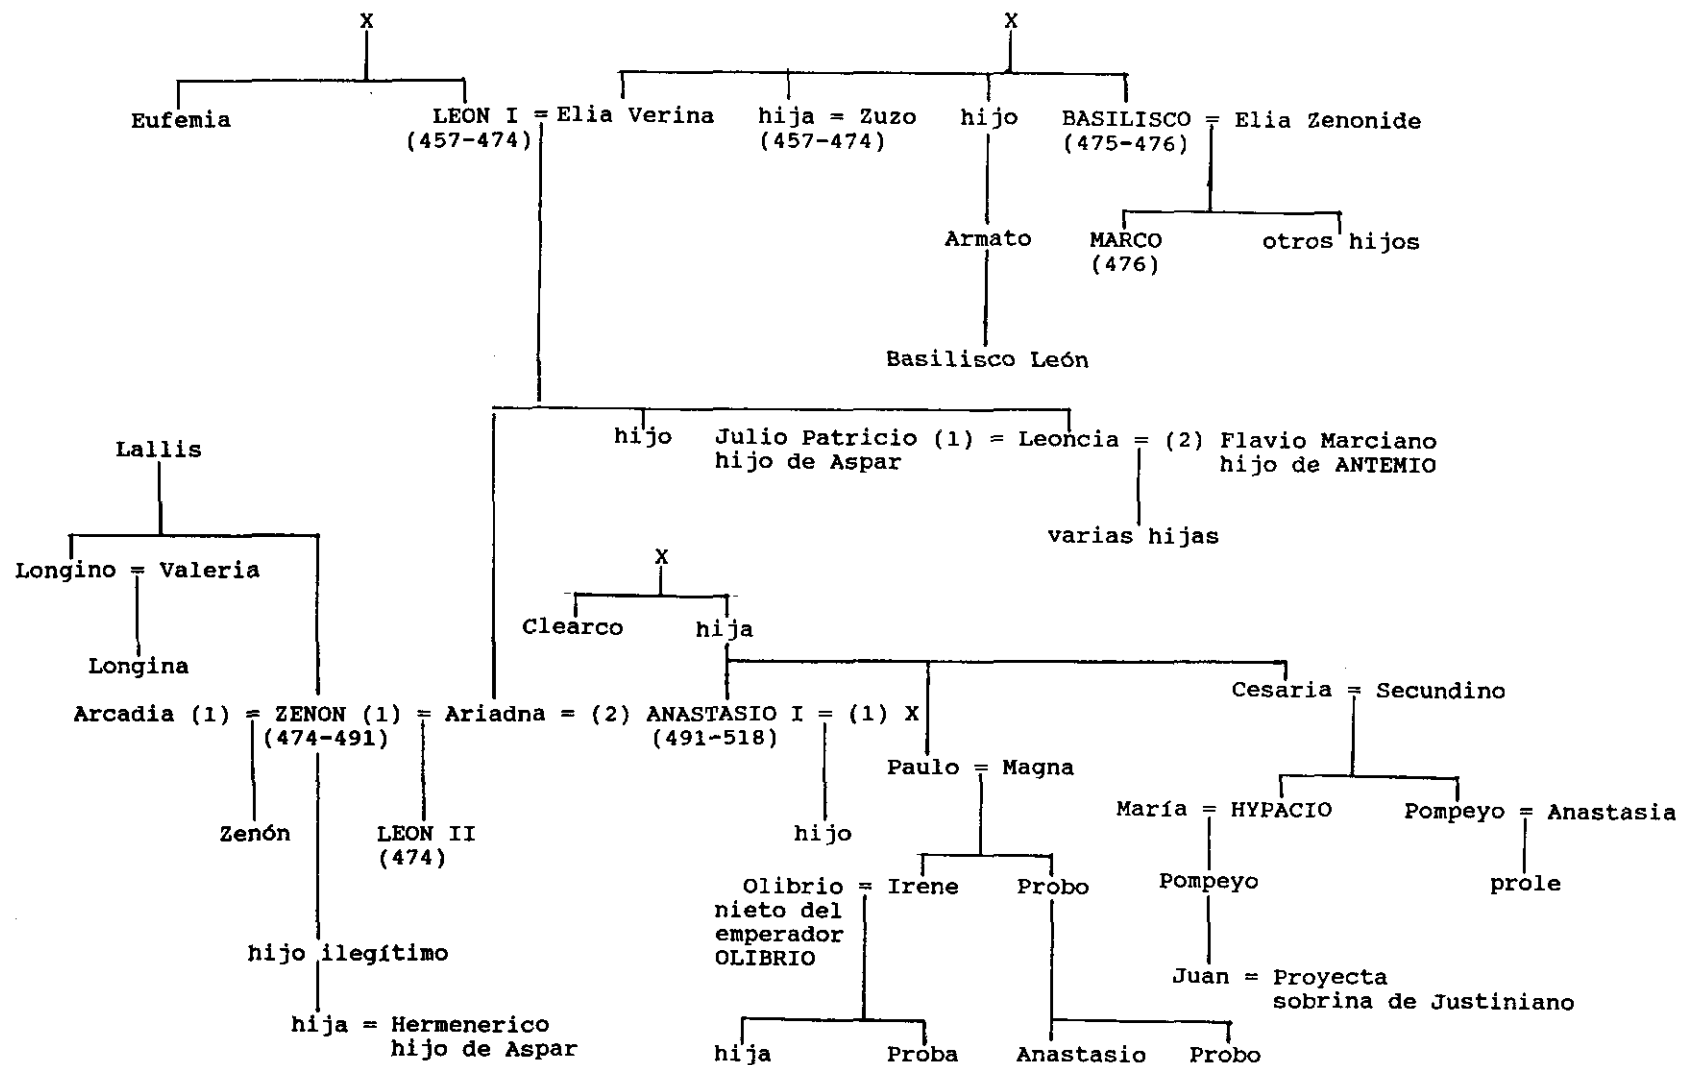 X X
Eufemia LEON I = Elia Verina hija = Zuzo hijo BASILISCO = Elia Zenonide
(457-474) (457-474) (475-476)
Armato MARCO otros hijos
(476)
Basilisco León
hijo Julio Patricio (1) = Leoncia = (2) Flavio Marciano
hijo de Aspar hijo de ANTEMIO
Lallis
varias hijas
X
Longino = Valeria
Clearco hija
Longina
Cesaria = Secundino
Arcadia (1) = ZENON (1) = Ariadna = (2) ANASTASIO I = (1) X
(474-491) (491-518)
Paulo = Magna
María = HYPACIO Pompeyo = Anastasia
Zenón LEON II hijo
(474)
Olibrio = Irene Probo Pompeyo prole
nieto del
emperador
OLIBRIO
hijo ilegítimo
Juan = Proyecta
sobrina de Justiniano
hija = Hermenerico
hijo de Aspar
hija Proba Anastasio Probo